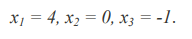 x₁ = 4, x₂ = 0, x₃ = -1.